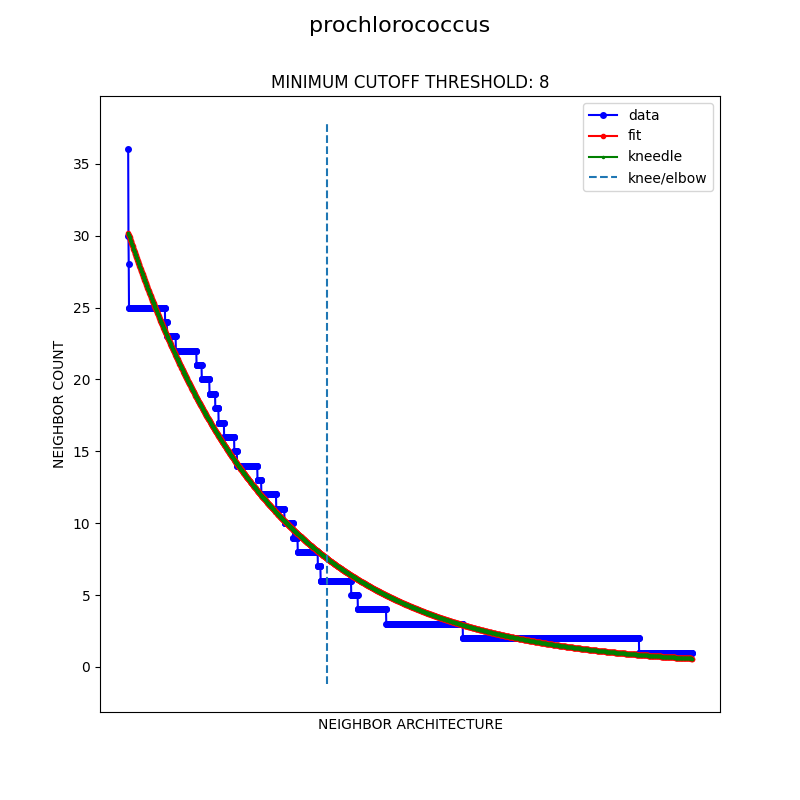 prochlorococcus
MINIMUM CUTOFF THRESHOLD: 8
data
fit
kneedle
knee/elbow
35
30
25
20
15
10
5
0
NEIGHBOR COUNT
NEIGHBOR ARCHITECTURE